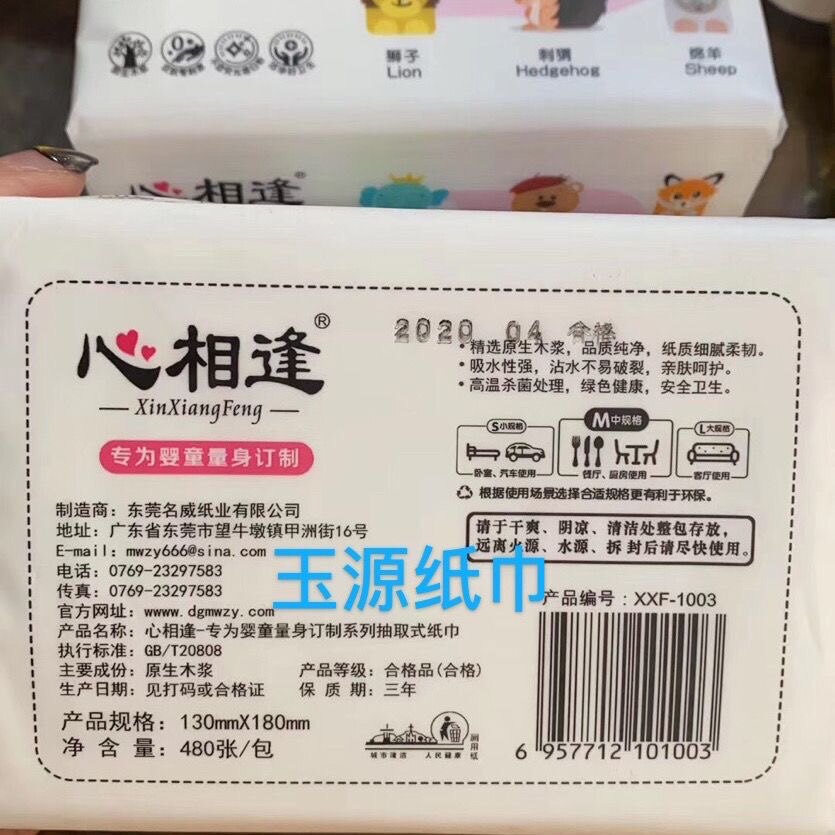 狮子
Lion
刺猬
Hedgehog
绵羊
Sheep
心相逢
心相逢®
XinXiangFeng
专为婴童量身订制
2020 04 合格
·精选原生木浆,品质纯净,纸质细腻柔韧。
·吸水性强,沾水不易破裂,亲肤呵护。
·高温杀菌处理,绿色健康,安全卫生。
S小规格
卧室、汽车使用
M中规格
餐厅、厨房使用
L大规格
客厅使用
根据使用场景选择合适规格更有利于环保。
请于干爽、阴凉、清洁处整包存放,
远离火源、水源、拆封后请尽快使用。
制造商:东莞名威纸业有限公司
地址:广东省东莞市望牛墩镇甲洲街16号
E-mail:mwzy666@sina.com
电话:0769-23297583
传真:0769-23297583
官方网址:www.dgmwzy.com
产品名称:心相逢-专为婴童量身订制系列抽取式纸巾
执行标准:GB/T20808
主要成份:原生木浆
产品等级:合格品(合格)
生产日期:见打码或合格证
保质期:三年
产品规格:130mmX180mm
净含量:480张/包
玉源纸巾
产品编号:XXF-1003
城市清洁 人民健康
6 957712 101003